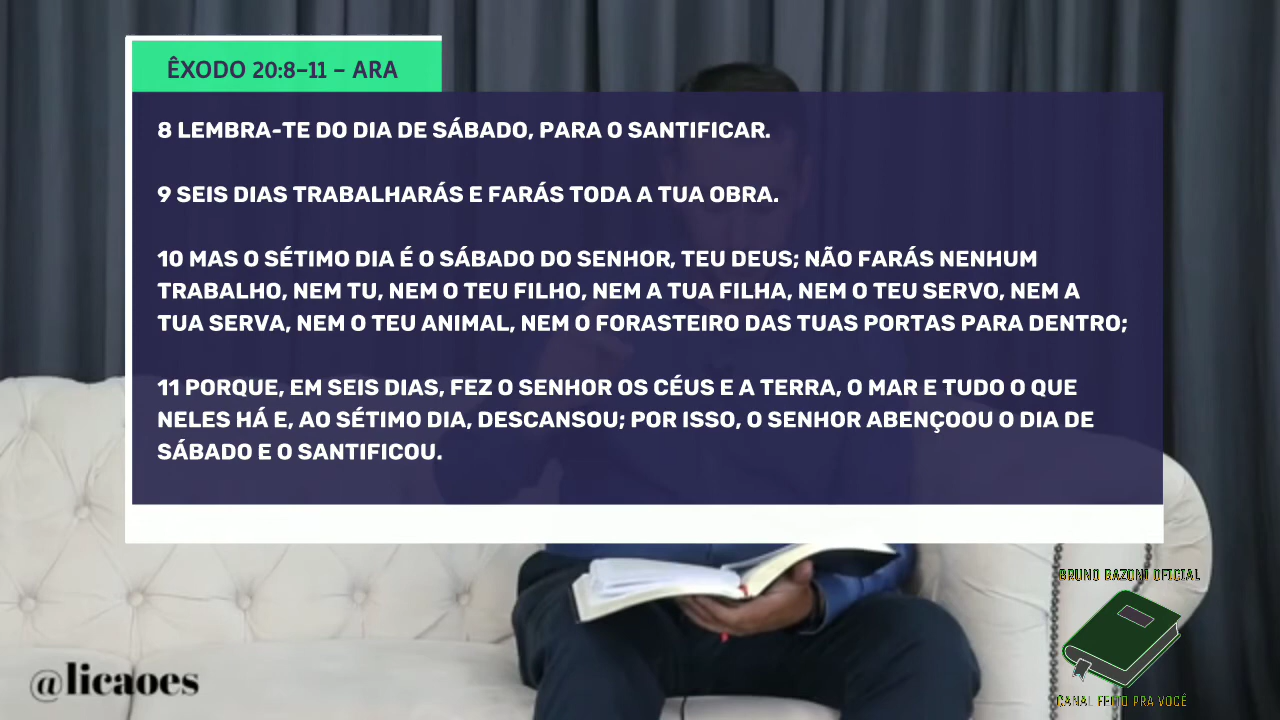 ÊXODO 20:8-11 - ARA
8 LEMBRA-TE DO DIA DE SÁBADO, PARA O SANTIFICAR.
9 SEIS DIAS TRABALHARÁS E FARÁS TODA A TUA OBRA.
10 MAS O SÉTIMO DIA É O SÁBADO DO SENHOR, TEU DEUS; NÃO FARÁS NENHUM
TRABALHO, NEM TU, NEM O TEU FILHO, NEM A TUA FILHA, NEM O TEU SERVO, NEM A
TUA SERVA, NEM O TEU ANIMAL, NEM O FORASTEIRO DAS TUAS PORTAS PARA DENTRO;
11 PORQUE, EM SEIS DIAS, FEZ O SENHOR OS CÉUS E A TERRA, O MAR E TUDO O QUE
NELES HÁ E, AO SÉTIMO DIA, DESCANSOU; POR ISSO, O SENHOR ABENÇOOU O DIA DE
SÁBADO E O SANTIFICOU.
BRUNO BAZONI OFICIAL
@licaoes
CANAL FEITO PRA VOCÊ